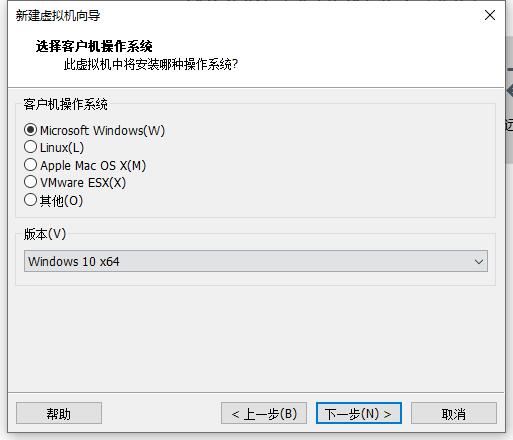 新建虚拟机向导
选择客户机操作系统
此虚拟机中将安装哪种操作系统?
客户机操作系统
Microsoft Windows(W)
Linux(L)
Apple Mac OS X(M)
VMware ESX(X)
其他(O)
版本(V)
Windows 10 x64
帮助
< 上一步(B)
下一步(N) >
取消